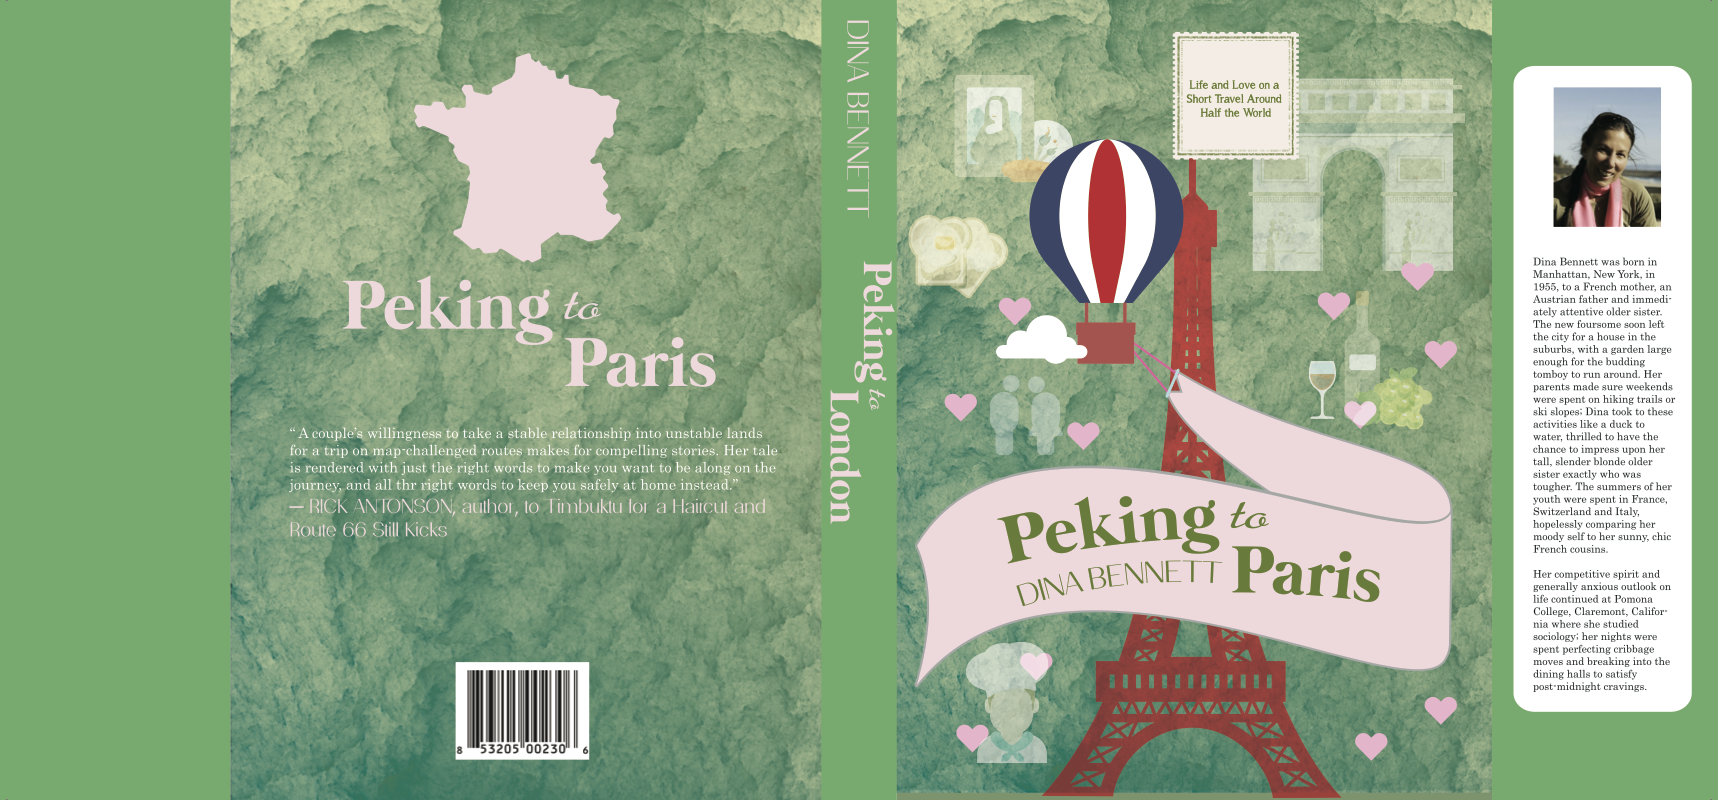 Peking to
Paris
“ A couple's willingness to take a stable relationship into unstable lands
for a trip on map-challenged routes makes for compelling stories. Her tale
is rendered with just the right words to make you want to be along on the
journey, and all thr right words to keep you safely at home instead.”
— RICK ANTONSON, author, to Timbuktu for a Haircut and
Route 66 Still Kicks
8 53205 00230 6
DINA BENNETT
Peking to
London
Life and Love on a
Short Travel Around
Half the World
Peking to
Paris
DINA BENNETT
Dina Bennett was born in
Manhattan, New York, in
1955, to a French mother, an
Austrian father and immedi-
ately attentive older sister.
The new foursome soon left
the city for a house in the
suburbs, with a garden large
enough for the budding
tomboy to run around. Her
parents made sure weekends
were spent on hiking trails or
ski slopes; Dina took to these
activities like a duck to
water, thrilled to have the
chance to impress upon her
tall, slender blonde older
sister exactly who was
tougher. The summers of her
youth were spent in France,
Switzerland and Italy,
hopelessly comparing her
moody self to her sunny, chic
French cousins.
Her competitive spirit and
generally anxious outlook on
life continued at Pomona
College, Claremont, Califor-
nia where she studied
sociology; her nights were
spent perfecting cribbage
moves and breaking into the
dining halls to satisfy
post-midnight cravings.